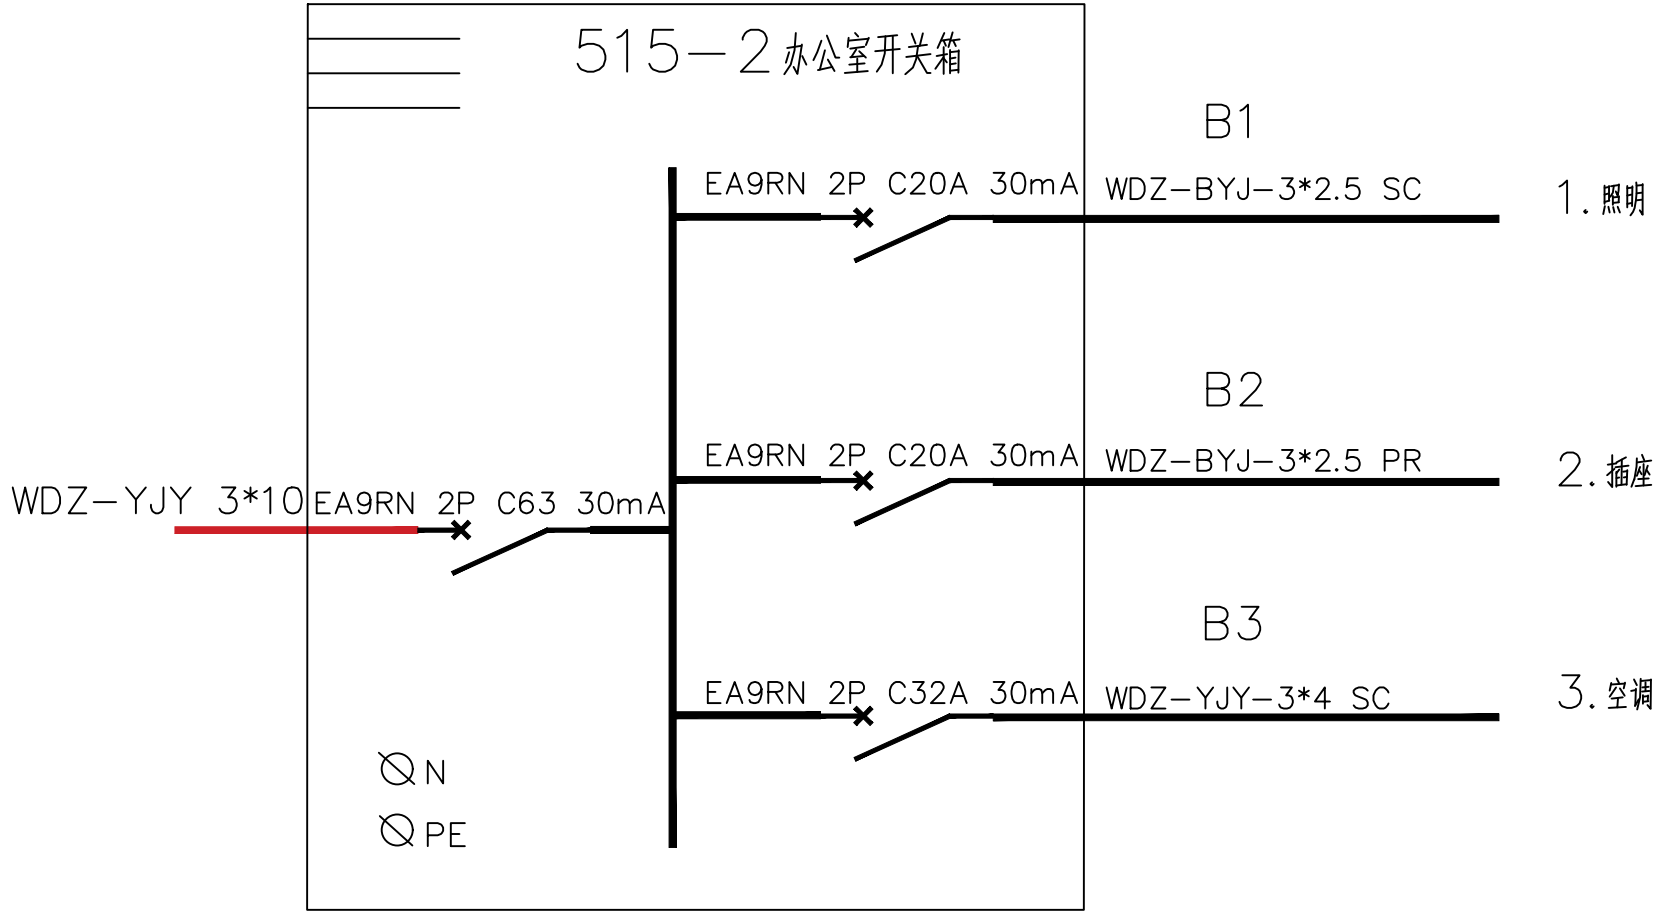 515-2办公室开关箱
B1
EA9RN 2P C20A 30mA
WDZ-BYJ-3*2.5 SC
1.照明
B2
EA9RN 2P C20A 30mA
WDZ-BYJ-3*2.5 PR
2.插座
WDZ-YJY 3*10
EA9RN 2P C63 30mA
B3
EA9RN 2P C32A 30mA
WDZ-YJY-3*4 SC
3.空调
N
PE